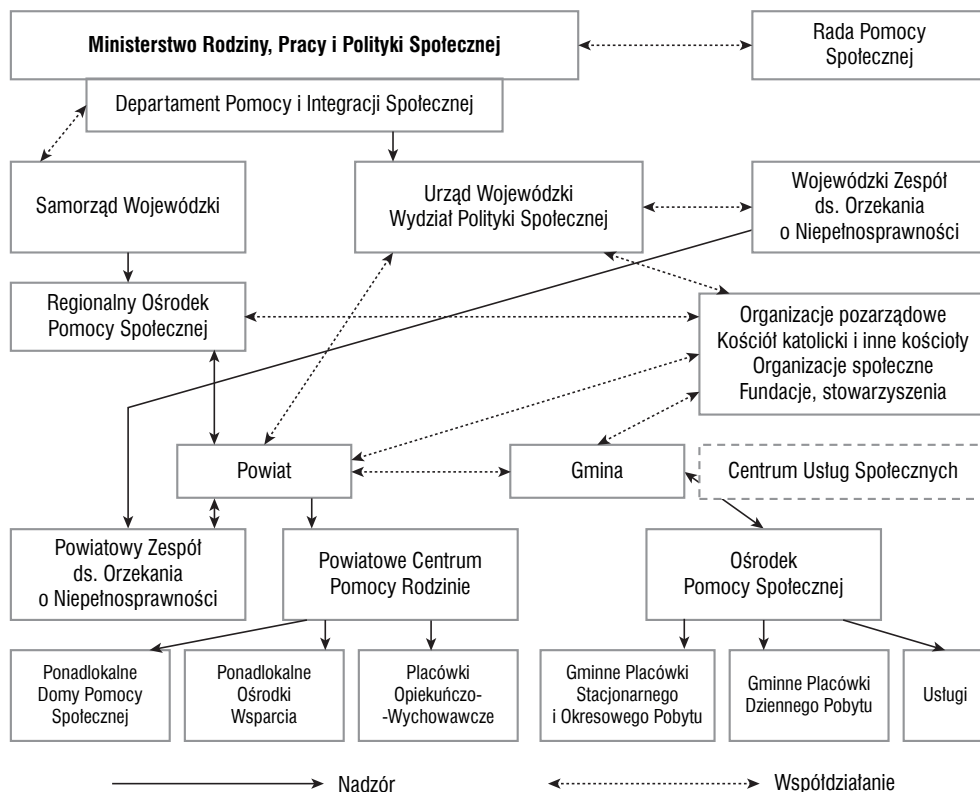 Ministerstwo Rodziny, Pracy i Polityki Społecznej
Rada Pomocy
Społecznej
Departament Pomocy i Integracji Społecznej
Samorząd Wojewódzki
Urząd Wojewódzki
Wydział Polityki Społecznej
Wojewódzki Zespół
ds. Orzekania
o Niepełnosprawności
Regionalny Ośrodek
Pomocy Społecznej
Organizacje pozarządowe
Kościół katolicki i inne kościoły
Organizacje społeczne
Fundacje, stowarzyszenia
Powiat
Gmina
Centrum Usług Społecznych
Powiatowy Zespół
ds. Orzekania
o Niepełnosprawności
Powiatowe Centrum
Pomocy Rodzinie
Ośrodek
Pomocy Społecznej
Ponadlokalne
Domy Pomocy
Społecznej
Ponadlokalne
Ośrodki
Wsparcia
Placówki
Opiekuńczo-
-Wychowawcze
Gminne Placówki
Stacjonarnego
i Okresowego Pobytu
Gminne Placówki
Dziennego Pobytu
Usługi
Nadzór
Współdziałanie